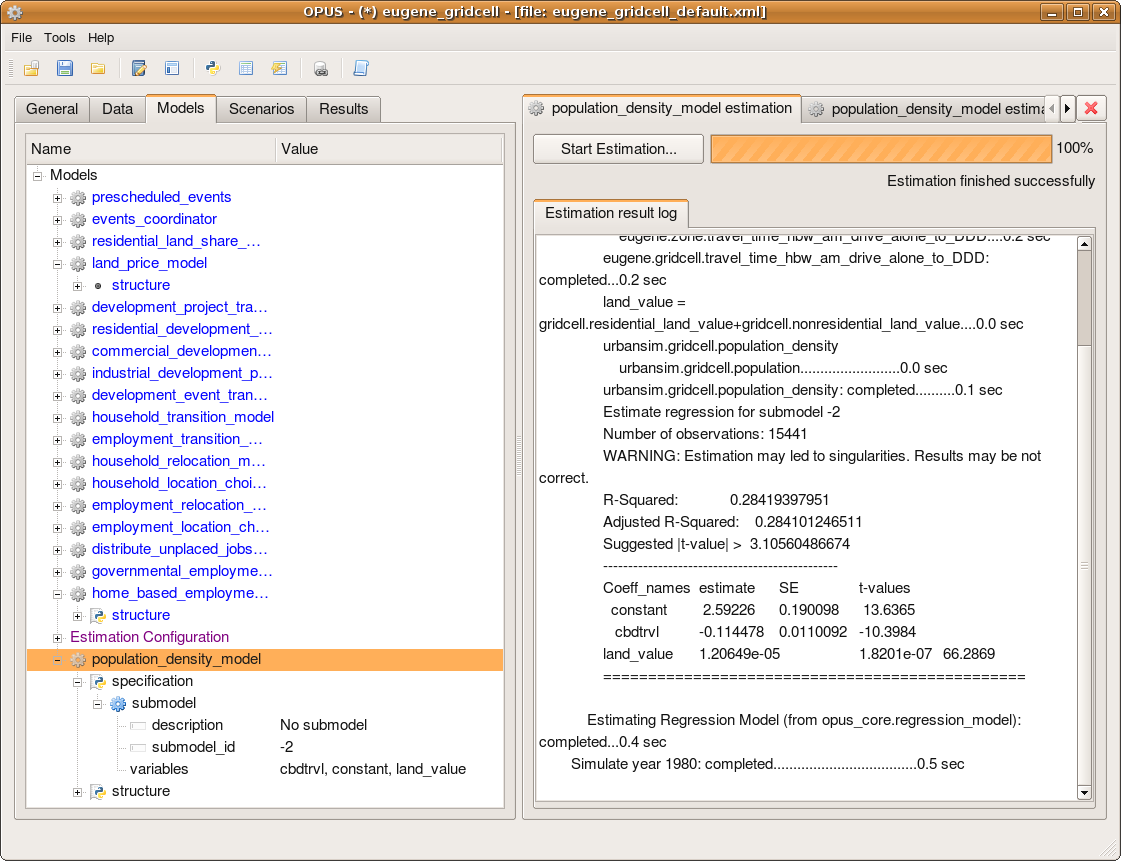 OPUS - (*) eugene_gridcell - [file: eugene_gridcell_default.xml]
File Tools Help
General Data Models Scenarios Results
Name Value
Models
prescheduled_events
events_coordinator
residential_land_share_…
land_price_model
structure
development_project_tra…
residential_development_…
commercial_developmen…
industrial_development_p…
development_event_tran…
household_transition_model
employment_transition_…
household_relocation_m…
household_location_choi…
employment_relocation_…
employment_location_ch…
distribute_unplaced_jobs…
governmental_employme…
home_based_employme…
structure
Estimation Configuration
population_density_model
specification
submodel
description No submodel
submodel_id -2
variables cbdtrvl, constant, land_value
structure
population_density_model estimation population_density_model estima
Start Estimation... 100%
Estimation finished successfully
Estimation result log
eugene.zone.travel_time_hbw_am_drive_alone_to_DDD....0.2 sec
eugene.gridcell.travel_time_hbw_am_drive_alone_to_DDD:
completed...0.2 sec
land_value =
gridcell.residential_land_value+gridcell.nonresidential_land_value....0.0 sec
urbansim.gridcell.population_density
urbansim.gridcell.population.........................0.0 sec
urbansim.gridcell.population_density: completed..........0.1 sec
Estimate regression for submodel -2
Number of observations: 15441
WARNING: Estimation may led to singularities. Results may be not
correct.
R-Squared: 0.28419397951
Adjusted R-Squared: 0.284101246511
Suggested |t-value| > 3.10560486674
-----------------------------------------------
Coeff_names estimate SE t-values
constant 2.59226 0.190098 13.6365
cbdtrvl -0.114478 0.0110092 -10.3984
land_value 1.20649e-05 1.8201e-07 66.2869
===============================================
Estimating Regression Model (from opus_core.regression_model):
completed...0.4 sec
Simulate year 1980: completed....................................0.5 sec